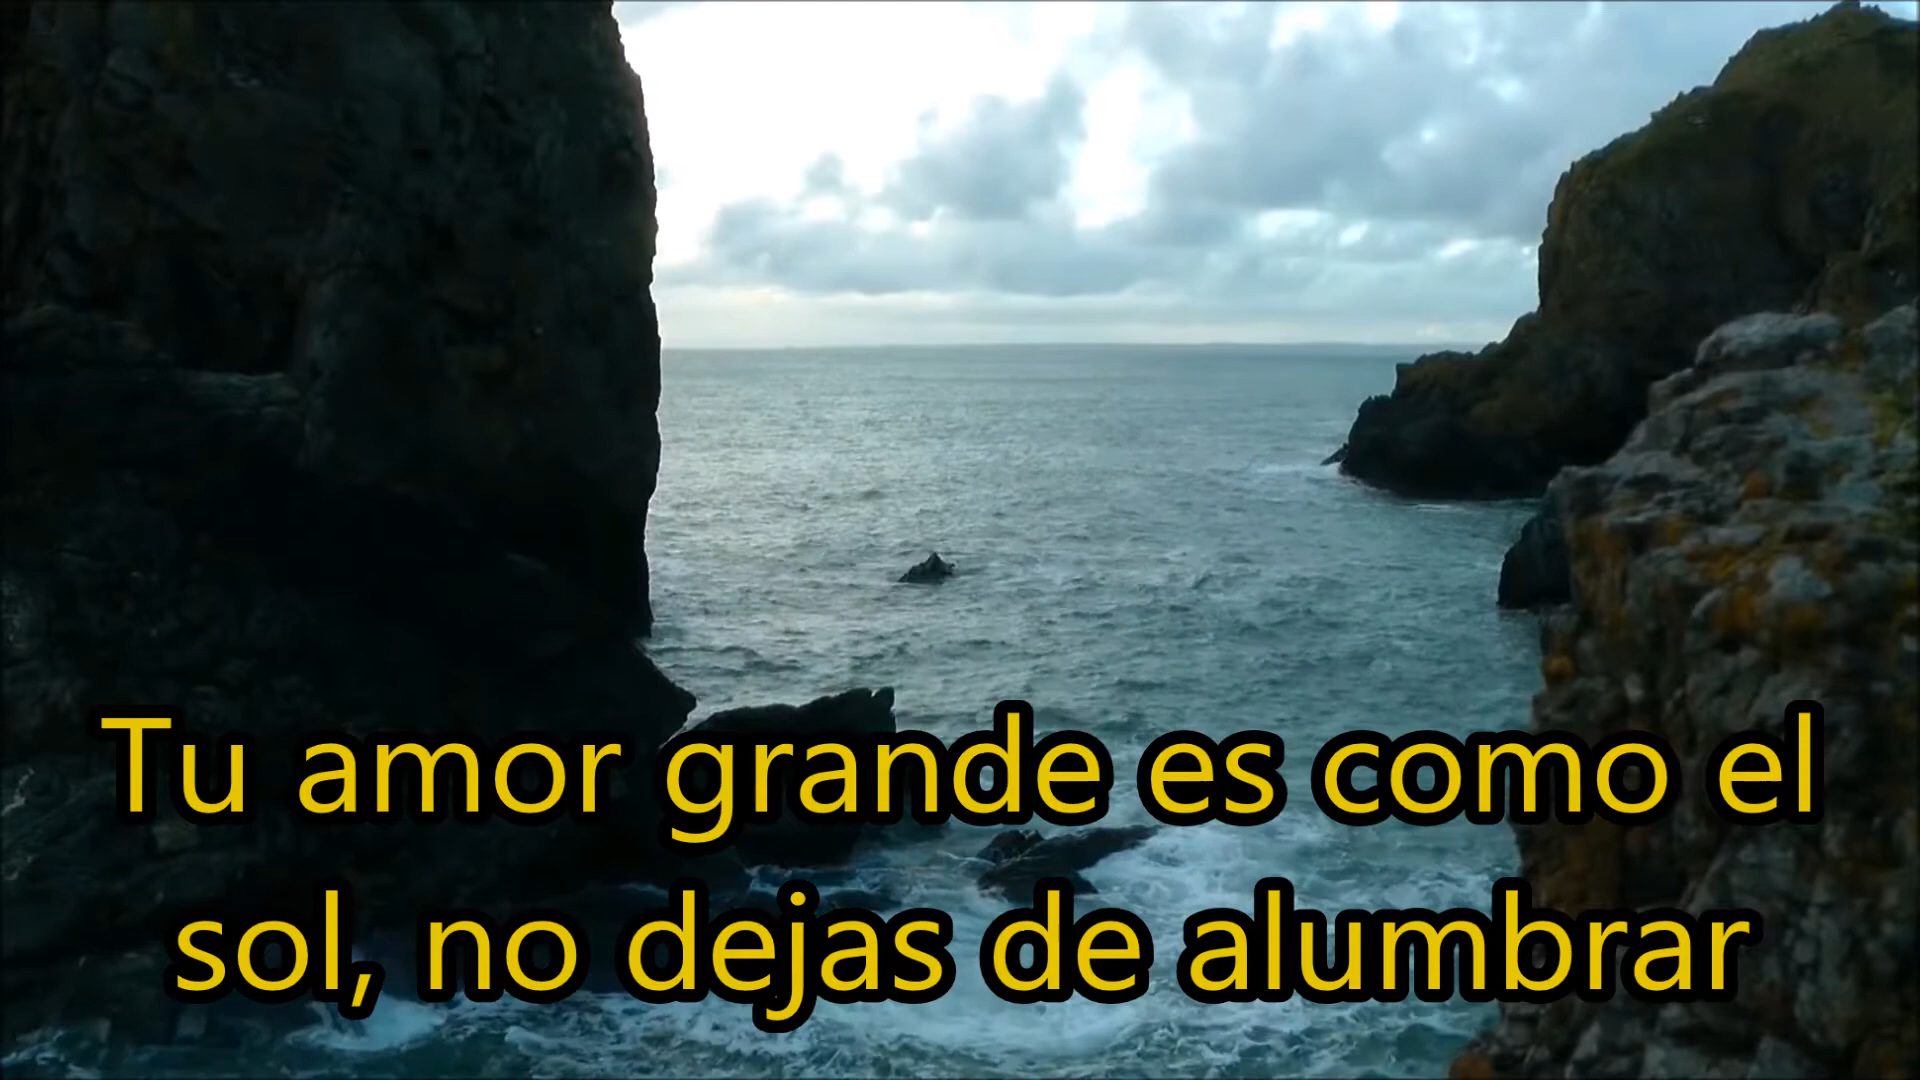 Tu amor grande es como el
sol, no dejas de alumbrar